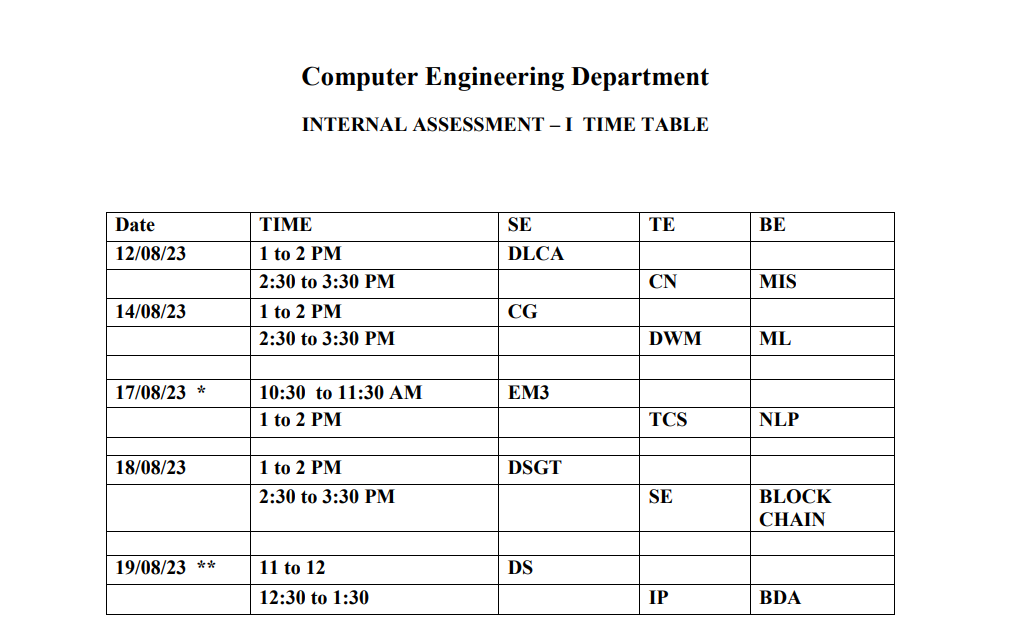 Computer Engineering Department
INTERNAL ASSESSMENT – I TIME TABLE
Date TIME SE TE BE
12/08/23 1 to 2 PM DLCA
2:30 to 3:30 PM CN MIS
14/08/23 1 to 2 PM CG
2:30 to 3:30 PM DWM ML
17/08/23 * 10:30 to 11:30 AM EM3
1 to 2 PM TCS NLP
18/08/23 1 to 2 PM DSGT
2:30 to 3:30 PM SE BLOCK
CHAIN
19/08/23 ** 11 to 12 DS
12:30 to 1:30 IP BDA